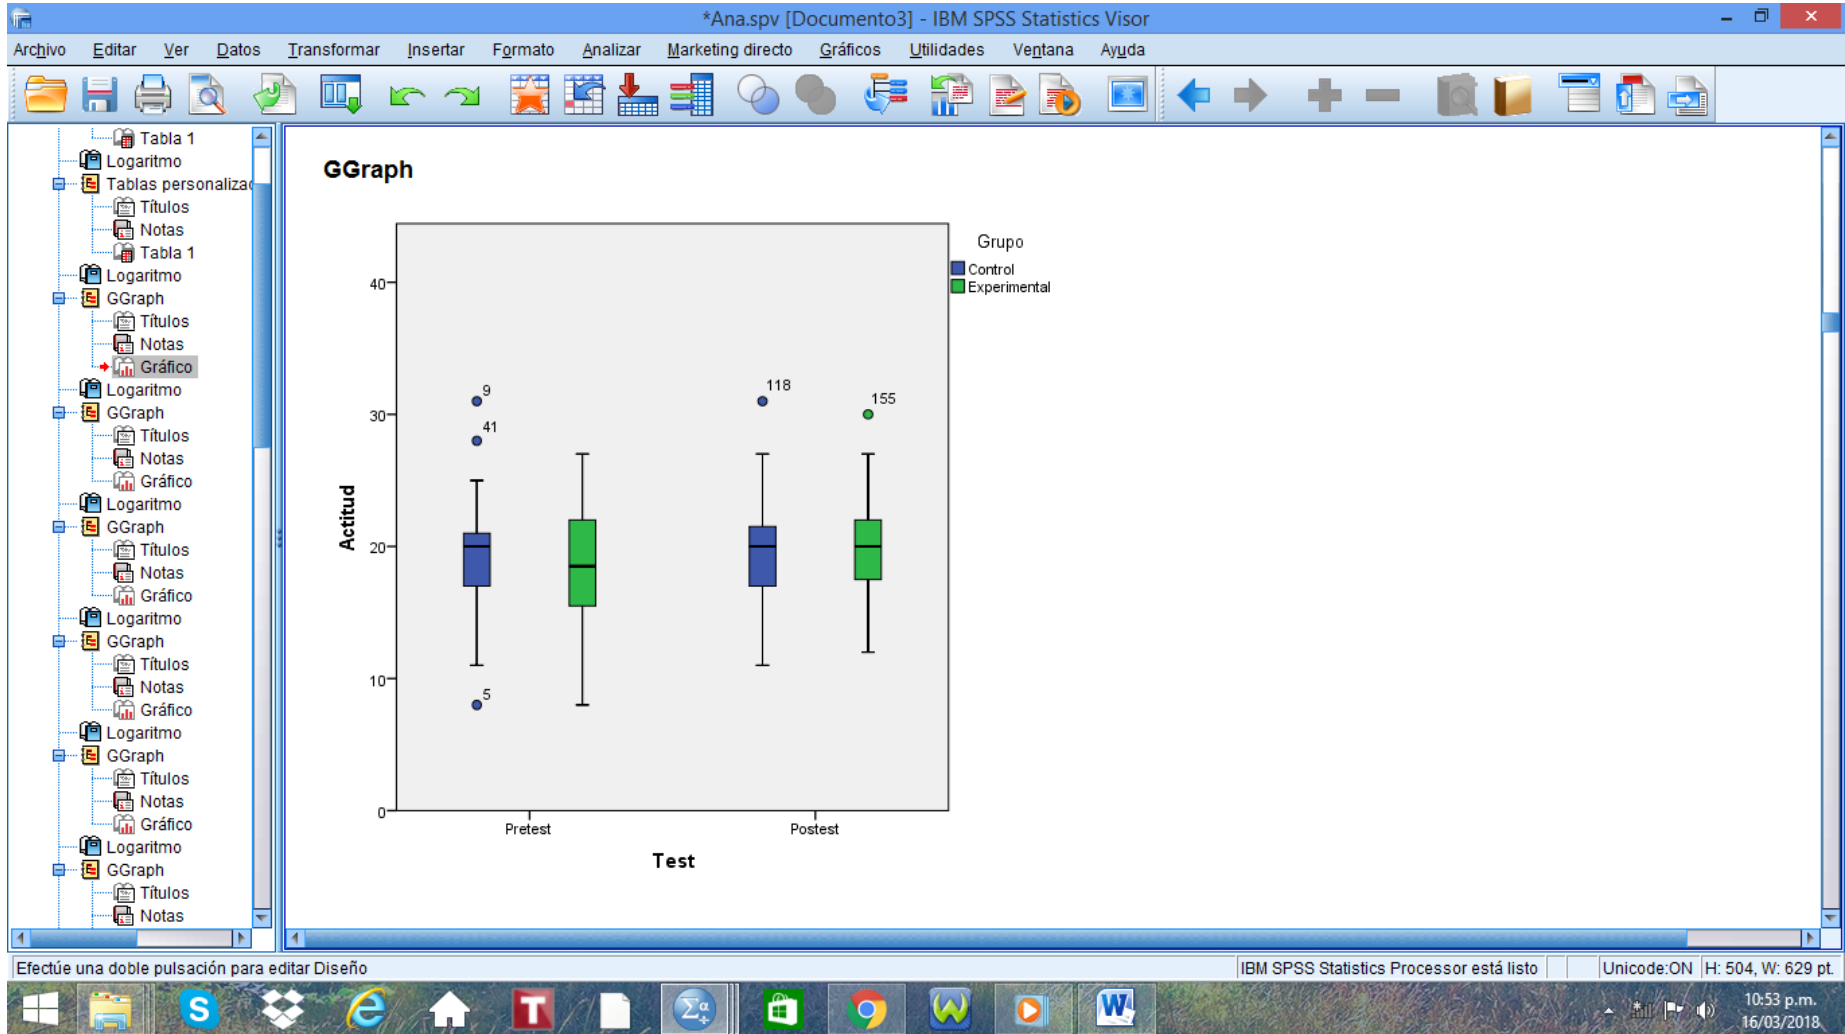 *Ana.spv [Documento3] - IBM SPSS Statistics Visor
Archivo Editar Ver Datos Transformar Insertar Formato Analizar Marketing directo Gráficos Utilidades Ventana Ayuda
Tabla 1
Logaritmo
Tablas personalizac
Títulos
Notas
Tabla 1
Logaritmo
GGraph
Títulos
Notas
Gráfico
Logaritmo
GGraph
Títulos
Notas
Gráfico
Logaritmo
GGraph
Títulos
Notas
Gráfico
Logaritmo
GGraph
Títulos
Notas
Gráfico
Logaritmo
GGraph
Títulos
Notas
Gráfico
Logaritmo
GGraph
Títulos
Notas
GGraph
Grupo
Control
Experimental
40
30
20
10
0
Actitud
9
41
5
118
155
Pretest
Postest
Test
Efectúe una doble pulsación para editar Diseño
IBM SPSS Statistics Processor está listo
Unicode:ON
H: 504, W: 629 pt.
10:53 p.m.
16/03/2018